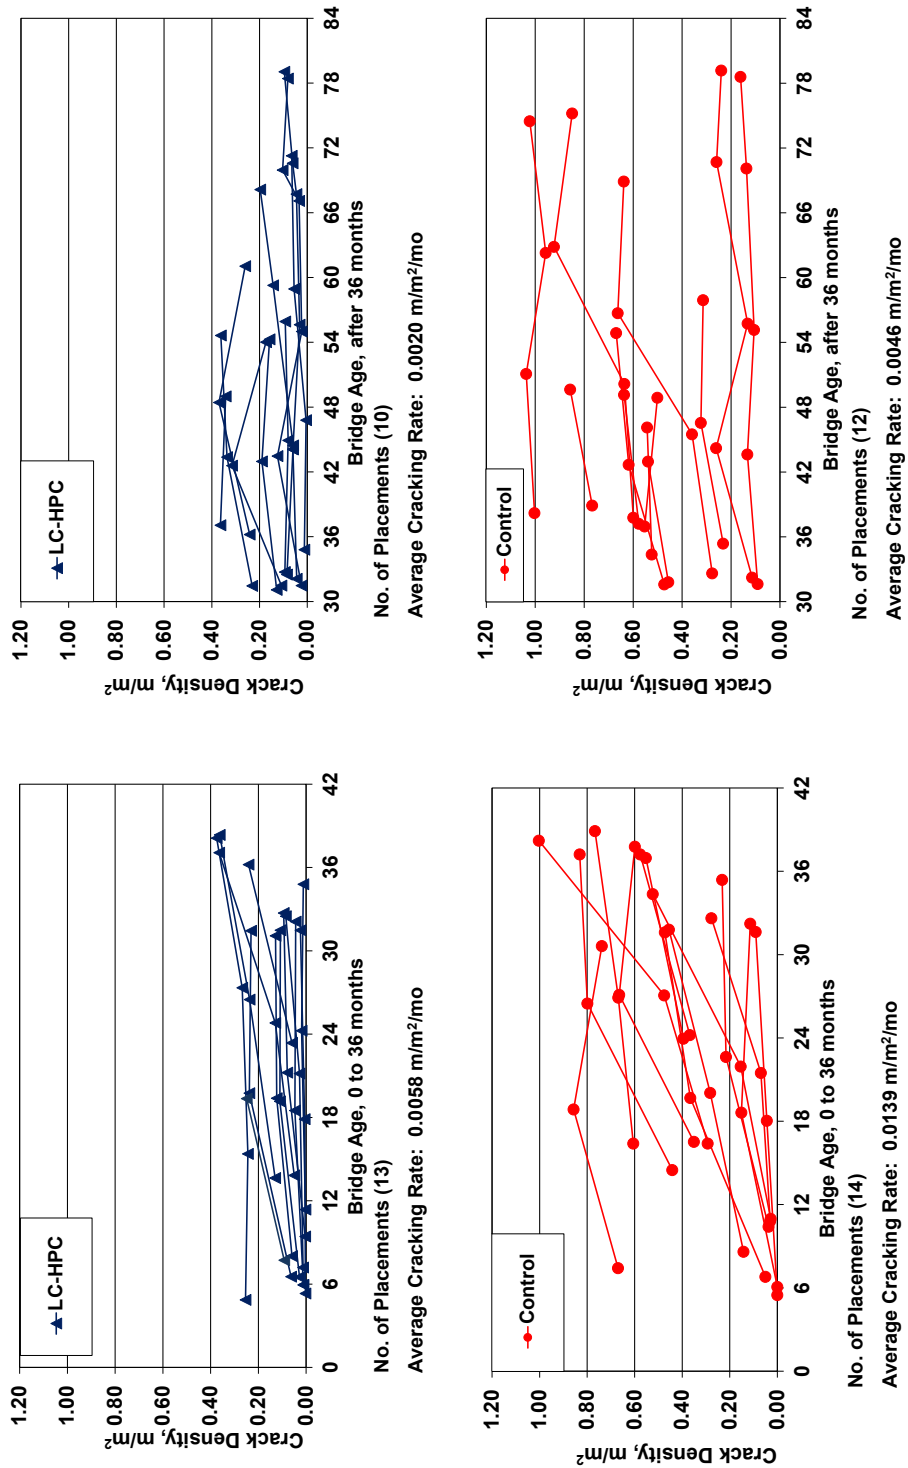 LC-HPC
1.20
1.00
0.80
0.60
0.40
0.20
0.00
Crack Density, m/m²
0 6 12 18 24 30 36 42
Bridge Age, 0 to 36 months
No. of Placements (13)
Average Cracking Rate: 0.0058 m/m²/mo
LC-HPC
1.20
1.00
0.80
0.60
0.40
0.20
0.00
Crack Density, m/m²
30 36 42 48 54 60 66 72 78 84
Bridge Age, after 36 months
No. of Placements (10)
Average Cracking Rate: 0.0020 m/m²/mo
Control
1.20
1.00
0.80
0.60
0.40
0.20
0.00
Crack Density, m/m²
0 6 12 18 24 30 36 42
Bridge Age, 0 to 36 months
No. of Placements (14)
Average Cracking Rate: 0.0139 m/m²/mo
Control
1.20
1.00
0.80
0.60
0.40
0.20
0.00
Crack Density, m/m²
30 36 42 48 54 60 66 72 78 84
Bridge Age, after 36 months
No. of Placements (12)
Average Cracking Rate: 0.0046 m/m²/mo